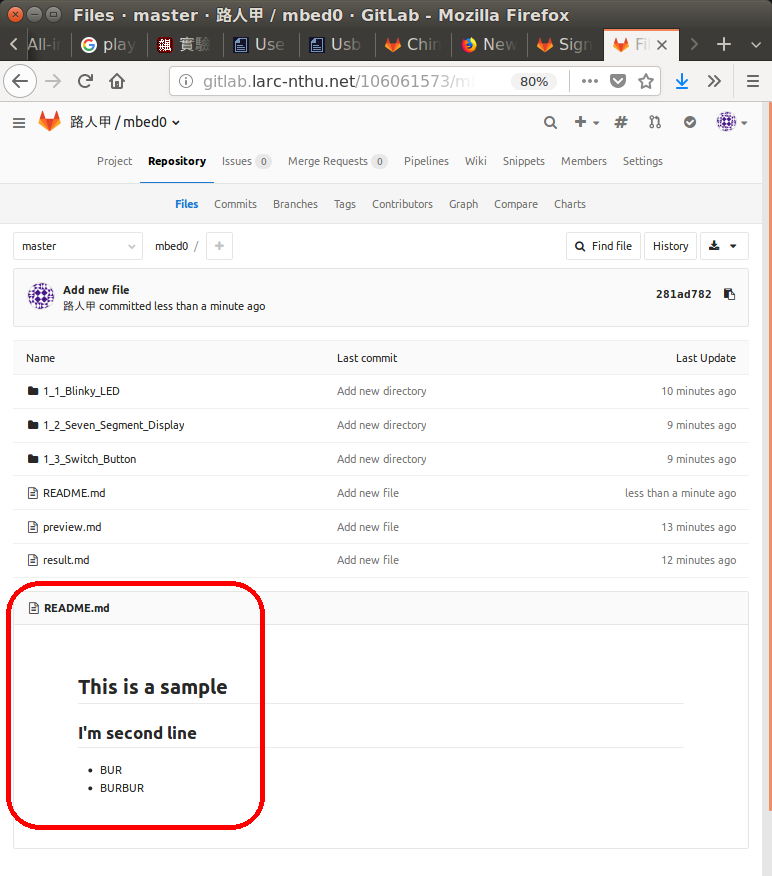 Files · master · 路人甲 / mbed0 · GitLab - Mozilla Firefox
All-i play 實驗 Use Usb Chin New Sign Fi
gitlab.larc-nthu.net/106061573/m 80%
路人甲 / mbed0
Project Repository Issues 0 Merge Requests 0 Pipelines Wiki Snippets Members Settings
Files Commits Branches Tags Contributors Graph Compare Charts
master mbed0 / + Find file History
Add new file
路人甲 committed less than a minute ago 281ad782
Name Last commit Last Update
1_1_Blinky_LED Add new directory 10 minutes ago
1_2_Seven_Segment_Display Add new directory 9 minutes ago
1_3_Switch_Button Add new directory 9 minutes ago
README.md Add new file less than a minute ago
preview.md Add new file 13 minutes ago
result.md Add new file 12 minutes ago
README.md
This is a sample
I'm second line
• BUR
• BURBUR